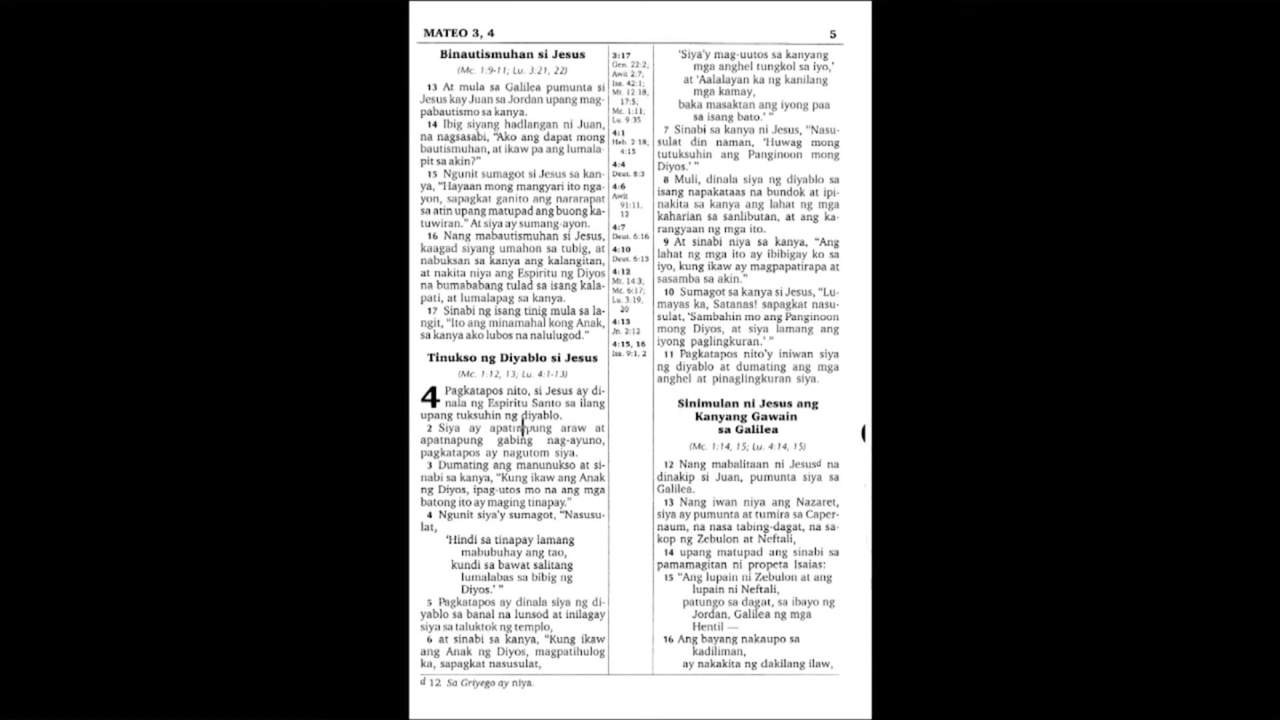 MATEO 3, 4
5
Binautismuhan si Jesus
(Mc. 1:9-11; Lu. 3:21, 22)
13 At mula sa Galilea pumunta si
Jesus kay Juan sa Jordan upang mag-
pabautismo sa kanya.
14 Ibig siyang hadlangan ni Juan,
na nagsasabi, “Ako ang dapat mong
bautismuhan, at ikaw pa ang lumala-
pit sa akin?”
15 Ngunit sumagot si Jesus sa kan-
ya, “Hayaan mong mangyari ito nga-
yon, sapagkat ganito ang nararapat
sa atin upang matupad ang buong ka-
tuwiran.” At siya ay sumang-ayon.
16 Nang mabautismuhan si Jesus,
kaagad siyang umahon sa tubig, at
nabuksan sa kanya ang kalangitan,
at nakita niya ang Espiritu ng Diyos
na bumababang tulad sa isang kala-
pati, at lumalapag sa kanya.
17 Sinabi ng isang tinig mula sa la-
ngit, “Ito ang minamahal kong Anak,
sa kanya ako lubos na nalulugod.”
Tinukso ng Diyablo si Jesus
(Mc. 1:12, 13; Lu. 4:1-13)
4 Pagkatapos nito, si Jesus ay di-
nala ng Espiritu Santo sa ilang
upang tuksuhin ng diyablo.
2 Siya ay apatnapung araw at
apatnapung gabing nag-ayuno,
pagkatapos ay nagutom siya.
3 Dumating ang manunukso at si-
nabi sa kanya, “Kung ikaw ang Anak
ng Diyos, ipag-utos mo na ang mga
batong ito ay maging tinapay.”
4 Ngunit siya'y sumagot, “Nasusu-
lat,
‘Hindi sa tinapay lamang
mabubuhay ang tao,
kundi sa bawat salitang
lumalabas sa bibig ng
Diyos.’ ”
5 Pagkatapos ay dinala siya ng di-
yablo sa banal na lunsod at inilagay
siya sa taluktok ng templo,
6 at sinabi sa kanya, “Kung ikaw
ang Anak ng Diyos, magpatihulog
ka, sapagkat nasusulat,
3:17
Gen. 22:2;
Awit 2:7;
Isa. 42:1;
Mt. 12:18;
17:5;
Mc. 1:11;
Lu. 9:35
4:1
Heb. 2:18;
4:15
4:4
Deut. 8:3
4:6
Awit
91:11,
12
4:7
Deut. 6:16
4:10
Deut. 6:13
4:12
Mt. 14:3;
Mc. 6:17;
Lu. 3:19,
20
4:13
Jn. 2:12
4:15, 16
Isa. 9:1, 2
‘Siya'y mag-uutos sa kanyang
mga anghel tungkol sa iyo,’
at ‘Aalalayan ka ng kanilang
mga kamay,
baka masaktan ang iyong paa
sa isang bato.’ ”
7 Sinabi sa kanya ni Jesus, “Nasu-
sulat din naman, ‘Huwag mong
tutuksuhin ang Panginoon mong
Diyos.’ ”
8 Muli, dinala siya ng diyablo sa
isang napakataas na bundok at ipi-
nakita sa kanya ang lahat ng mga
kaharian sa sanlibutan, at ang ka-
rangyaan ng mga ito.
9 At sinabi niya sa kanya, “Ang
lahat ng mga ito ay ibibigay ko sa
iyo, kung ikaw ay magpapatirapa at
sasamba sa akin.”
10 Sumagot sa kanya si Jesus, “Lu-
mayas ka, Satanas! sapagkat nasu-
sulat, ‘Sambahin mo ang Panginoon
mong Diyos, at siya lamang ang
iyong paglingkuran.’ ”
11 Pagkatapos nito'y iniwan siya
ng diyablo at dumating ang mga
anghel at pinaglingkuran siya.
Sinimulan ni Jesus ang
Kanyang Gawain
sa Galilea
(Mc. 1:14, 15; Lu. 4:14, 15)
12 Nang mabalitaan ni Jesusd na
dinakip si Juan, pumunta siya sa
Galilea.
13 Nang iwan niya ang Nazaret,
siya ay pumunta at tumira sa Caper-
naum, na nasa tabing-dagat, na sa-
kop ng Zebulon at Neftali,
14 upang matupad ang sinabi sa
pamamagitan ni propeta Isaias:
15 “Ang lupain ni Zebulon at ang
lupain ni Neftali,
patungo sa dagat, sa ibayo ng
Jordan, Galilea ng mga
Hentil —
16 Ang bayang nakaupo sa
kadiliman,
ay nakakita ng dakilang ilaw,
d 12 Sa Griyego ay niya.